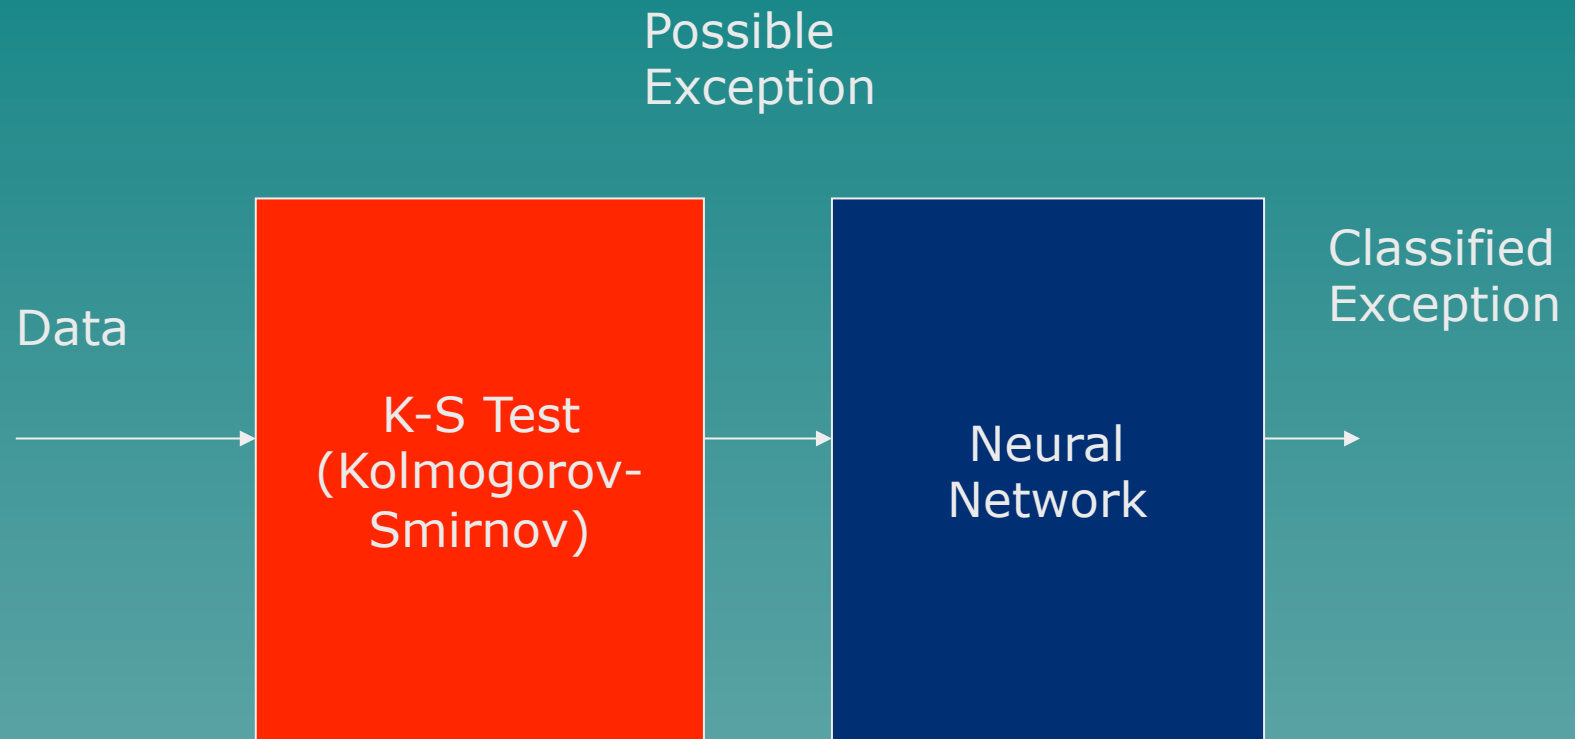 Possible
Exception
Data
K-S Test
(Kolmogorov-
Smirnov)
Neural
Network
Classified
Exception